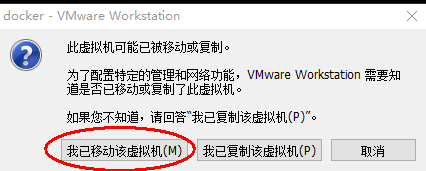 docker - VMware Workstation
此虚拟机可能已被移动或复制。
为了配置特定的管理和网络功能，VMware Workstation 需要知
道是否已移动或复制了此虚拟机。
如果您不知道，请回答“我已复制该虚拟机(P)”。
我已移动该虚拟机(M) 我已复制该虚拟机(P) 取消